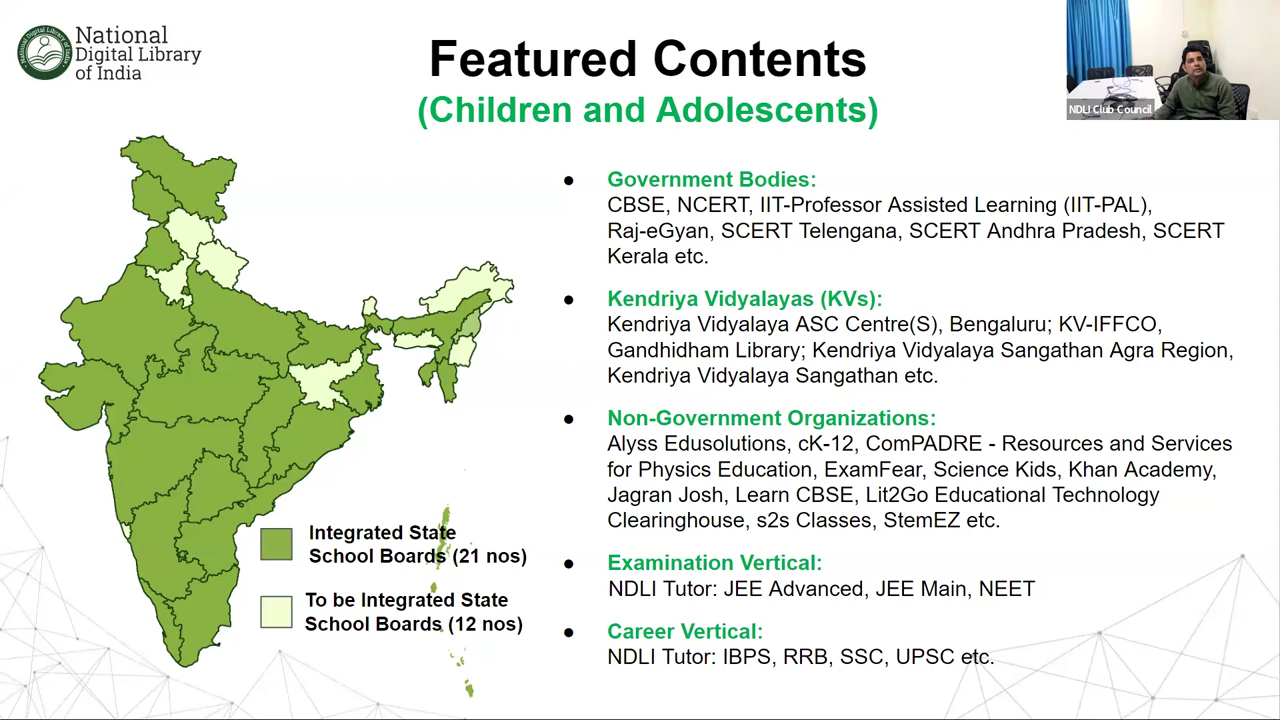 National
Digital Library
of India
Featured Contents
(Children and Adolescents)
NDLI Club Council
● Government Bodies:
CBSE, NCERT, IIT-Professor Assisted Learning (IIT-PAL),
Raj-eGyan, SCERT Telengana, SCERT Andhra Pradesh, SCERT
Kerala etc.
● Kendriya Vidyalayas (KVs):
Kendriya Vidyalaya ASC Centre(S), Bengaluru; KV-IFFCO,
Gandhidham Library; Kendriya Vidyalaya Sangathan Agra Region,
Kendriya Vidyalaya Sangathan etc.
● Non-Government Organizations:
Alyss Edusolutions, cK-12, ComPADRE - Resources and Services
for Physics Education, ExamFear, Science Kids, Khan Academy,
Jagran Josh, Learn CBSE, Lit2Go Educational Technology
Clearinghouse, s2s Classes, StemEZ etc.
● Examination Vertical:
NDLI Tutor: JEE Advanced, JEE Main, NEET
● Career Vertical:
NDLI Tutor: IBPS, RRB, SSC, UPSC etc.
Integrated State
School Boards (21 nos)
To be Integrated State
School Boards (12 nos)